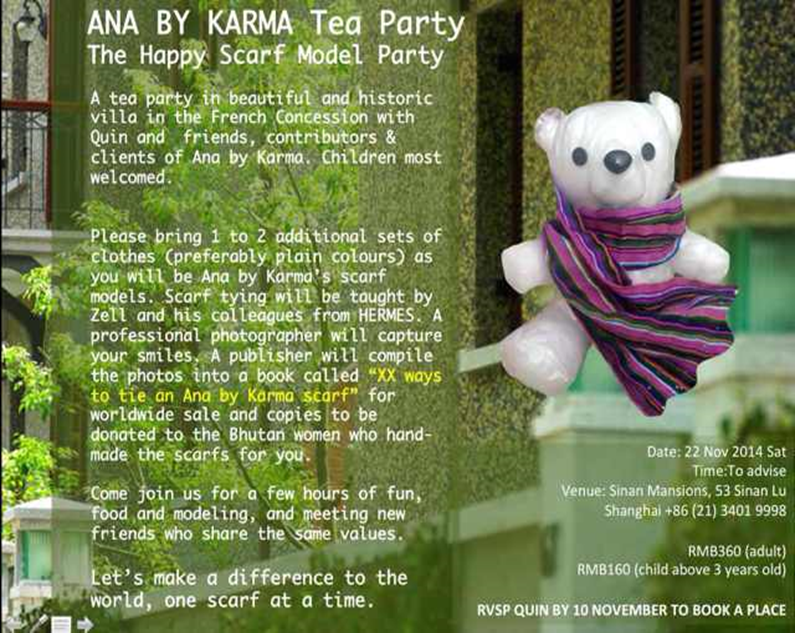 ANA BY KARMA Tea Party
The Happy Scarf Model Party
A tea party in beautiful and historic
villa in the French Concession with
Quin and friends, contributors &
clients of Ana by Karma. Children most
welcomed.
Please bring 1 to 2 additional sets of
clothes (preferably plain colours) as
you will be Ana by Karma's scarf
models. Scarf tying will be taught by
Zell and his colleagues from HERMES. A
professional photographer will capture
your smiles. A publisher will compile
the photos into a book called "XX ways
to tie an Ana by Karma scarf" for
worldwide sale and copies to be
donated to the Bhutan women who hand-
made the scarfs for you.
Come join us for a few hours of fun,
food and modeling, and meeting new
friends who share the same values.
Let's make a difference to the
world, one scarf at a time.
Date: 22 Nov 2014 Sat
Time:To advise
Venue: Sinan Mansions, 53 Sinan Lu
Shanghai +86 (21) 3401 9998
RMB360 (adult)
RMB160 (child above 3 years old)
RVSP QUIN BY 10 NOVEMBER TO BOOK A PLACE